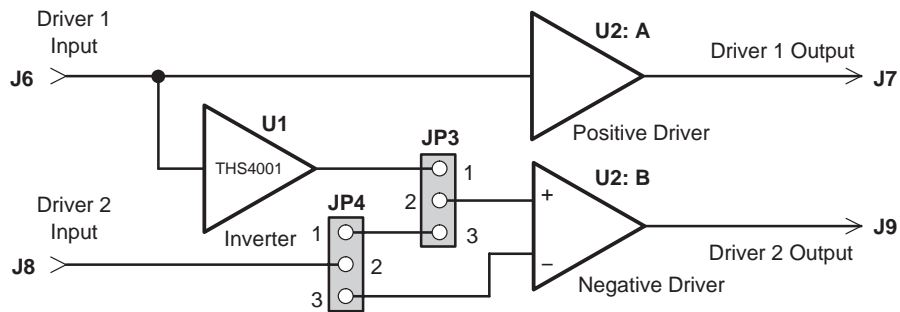 Driver 1
Input
U2: A
Driver 1 Output
J6
J7
U1
JP3
Positive Driver
THS4001
1
U2: B
Driver 2
Input
JP4
2
+
Inverter
1
3
J9
J8
2
–
Driver 2 Output
3
Negative Driver